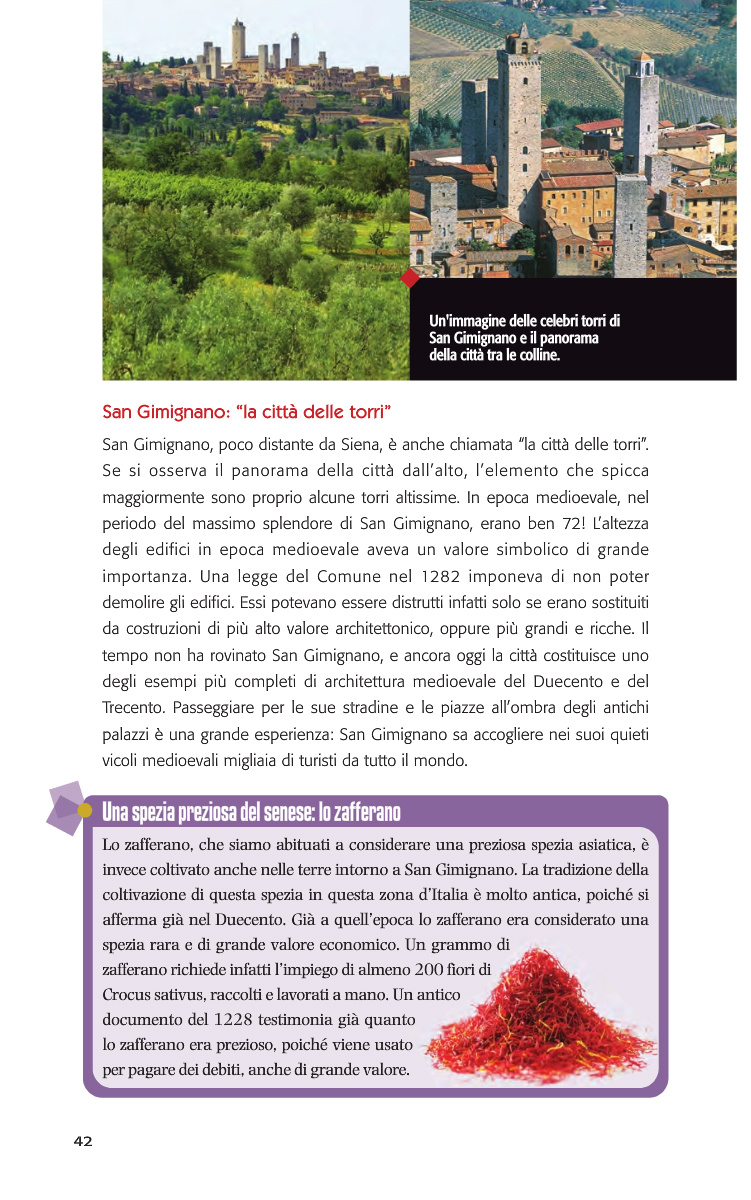 Un'immagine delle celebri torri di
San Gimignano e il panorama
della città tra le colline.
San Gimignano: “la città delle torri”
San Gimignano, poco distante da Siena, è anche chiamata “la città delle torri”.
Se si osserva il panorama della città dall’alto, l’elemento che spicca
maggiormente sono proprio alcune torri altissime. In epoca medioevale, nel
periodo del massimo splendore di San Gimignano, erano ben 72! L’altezza
degli edifici in epoca medioevale aveva un valore simbolico di grande
importanza. Una legge del Comune nel 1282 imponeva di non poter
demolire gli edifici. Essi potevano essere distrutti infatti solo se erano sostituiti
da costruzioni di più alto valore architettonico, oppure più grandi e ricche. Il
tempo non ha rovinato San Gimignano, e ancora oggi la città costituisce uno
degli esempi più completi di architettura medioevale del Duecento e del
Trecento. Passeggiare per le sue stradine e le piazze all’ombra degli antichi
palazzi è una grande esperienza: San Gimignano sa accogliere nei suoi quieti
vicoli medioevali migliaia di turisti da tutto il mondo.
Una spezia preziosa del senese: lo zafferano
Lo zafferano, che siamo abituati a considerare una preziosa spezia asiatica, è
invece coltivato anche nelle terre intorno a San Gimignano. La tradizione della
coltivazione di questa spezia in questa zona d’Italia è molto antica, poiché si
afferma già nel Duecento. Già a quell’epoca lo zafferano era considerato una
spezia rara e di grande valore economico. Un grammo di
zafferano richiede infatti l’impiego di almeno 200 fiori di
Crocus sativus, raccolti e lavorati a mano. Un antico
documento del 1228 testimonia già quanto
lo zafferano era prezioso, poiché viene usato
per pagare dei debiti, anche di grande valore.
42